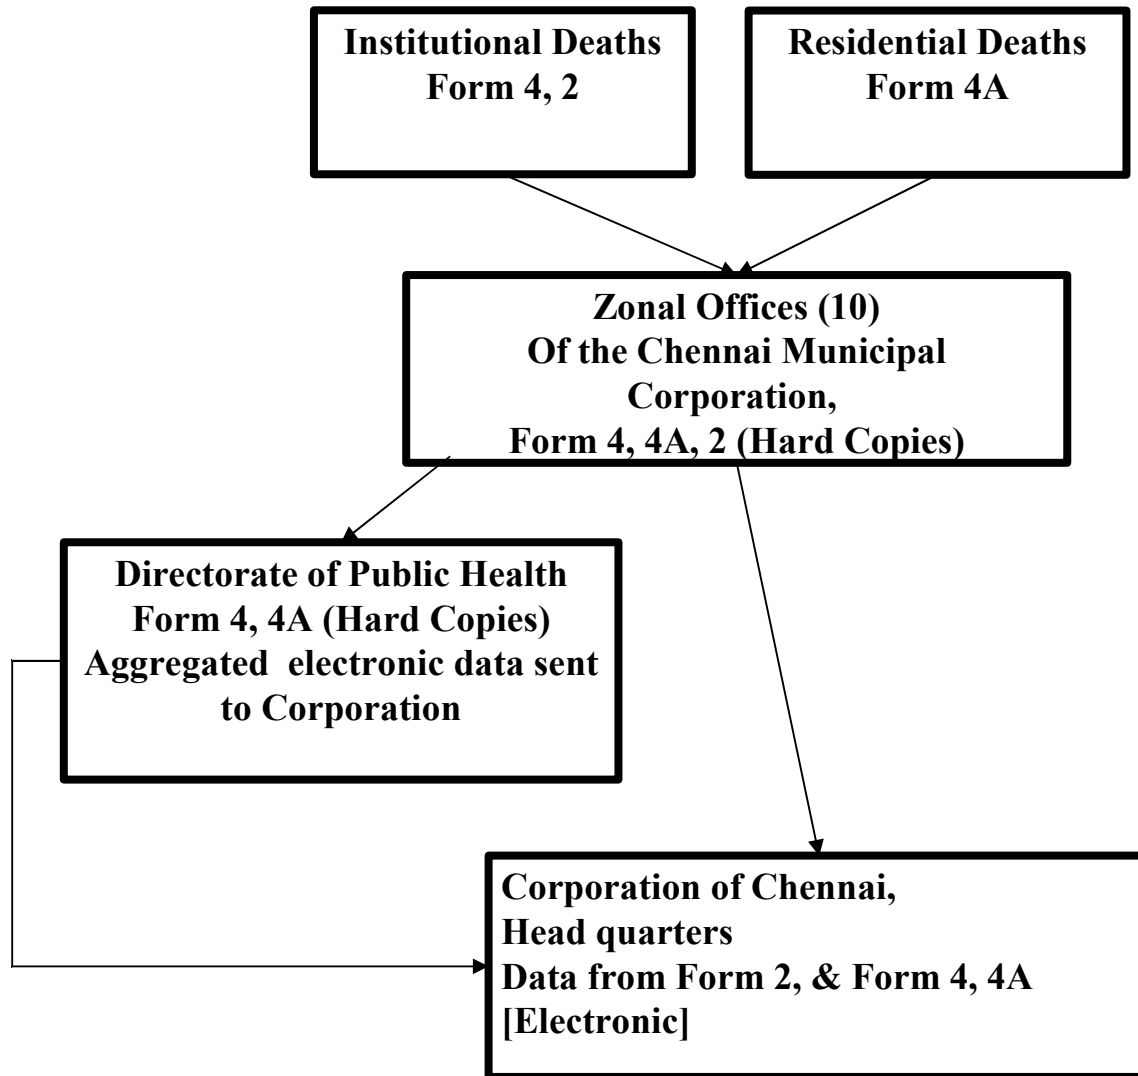 Institutional Deaths
Form 4, 2
Residential Deaths
Form 4A
Zonal Offices (10)
Of the Chennai Municipal
Corporation,
Form 4, 4A, 2 (Hard Copies)
Directorate of Public Health
Form 4, 4A (Hard Copies)
Aggregated electronic data sent
to Corporation
Corporation of Chennai,
Head quarters
Data from Form 2, & Form 4, 4A
[Electronic]